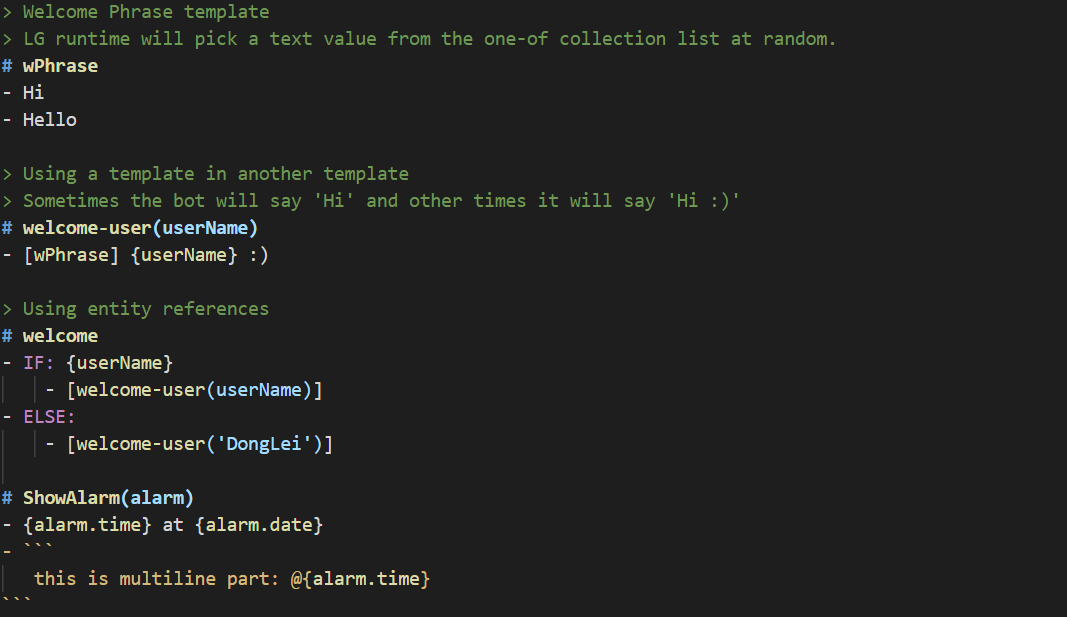 > Welcome Phrase template
> LG runtime will pick a text value from the one-of collection list at random.
# wPhrase
- Hi
- Hello
> Using a template in another template
> Sometimes the bot will say 'Hi' and other times it will say 'Hi :)'
# welcome-user(userName)
- [wPhrase] {userName} :)
> Using entity references
# welcome
- IF: {userName}
- [welcome-user(userName)]
- ELSE:
- [welcome-user('DongLei')]
# ShowAlarm(alarm)
- {alarm.time} at {alarm.date}
- ```
this is multiline part: @{alarm.time}
```